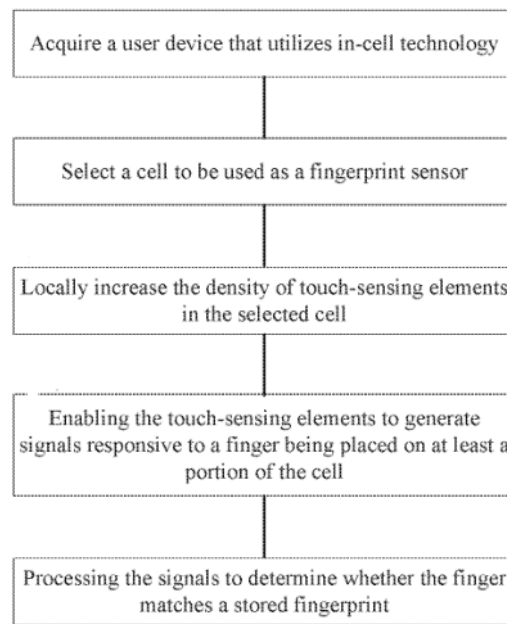 Acquire a user device that utilizes in-cell technology
Select a cell to be used as a fingerprint sensor
Locally increase the density of touch-sensing elements
in the selected cell
Enabling the touch-sensing elements to generate
signals responsive to a finger being placed on at least a
portion of the cell
Processing the signals to determine whether the finger
matches a stored fingerprint